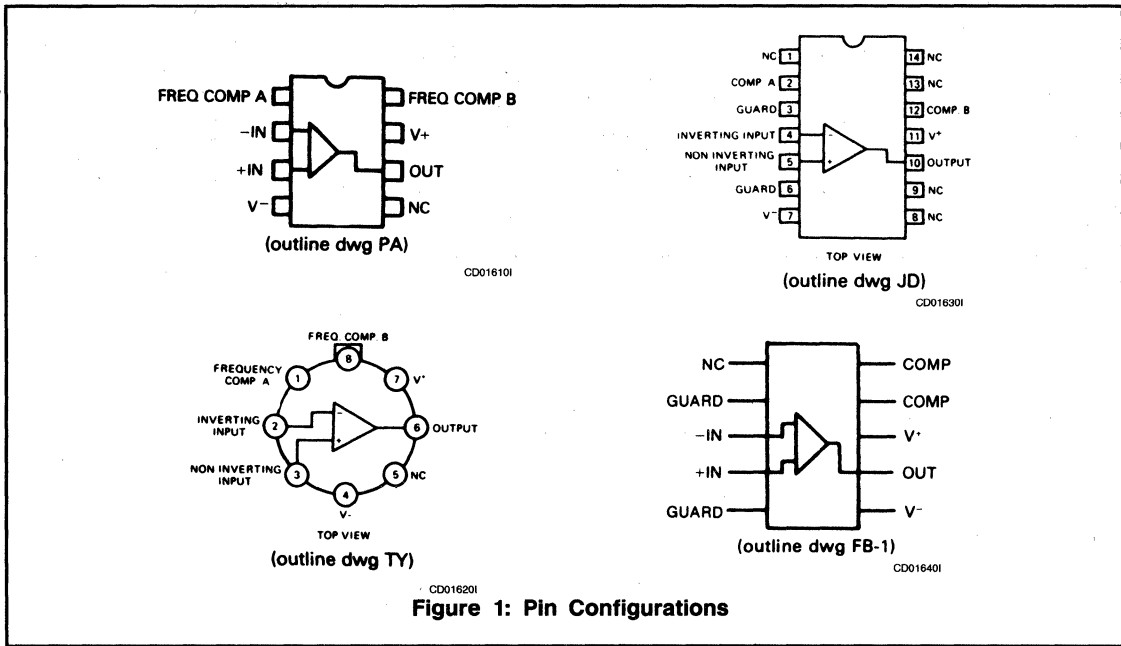 FREQ COMP A
FREQ COMP B
−IN
V+
+IN
OUT
V−
NC
(outline dwg PA)
CD01610I
NC 1
14 NC
COMP A 2
13 NC
GUARD 3
12 COMP. B
INVERTING INPUT 4
−
11 V+
NON INVERTING
INPUT 5
+
10 OUTPUT
GUARD 6
9 NC
V− 7
8 NC
TOP VIEW
(outline dwg JD)
CD01630I
FREQ. COMP. B
8
FREQUENCY
COMP A
1
7 V+
INVERTING
INPUT
2
−
6 OUTPUT
NON INVERTING
INPUT
3
+
5 NC
4
V-
TOP VIEW
(outline dwg TY)
CD01620I
NC
COMP
GUARD
COMP
−IN
V+
+IN
OUT
GUARD
V−
(outline dwg FB-1)
CD01640I
Figure 1: Pin Configurations